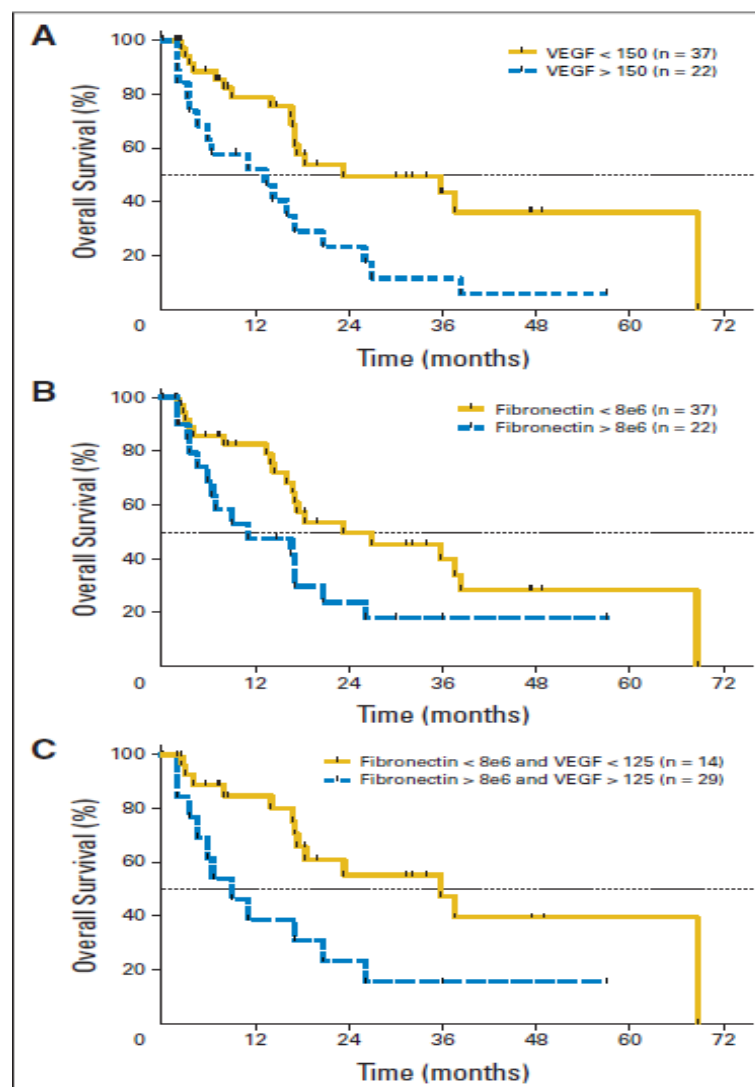 A
VEGF < 150 (n = 37)
VEGF > 150 (n = 22)
Overall Survival (%)
100
80
60
40
20
0
12
24
36
48
60
72
Time (months)
B
Fibronectin < 8e6 (n = 37)
Fibronectin > 8e6 (n = 22)
Overall Survival (%)
100
80
60
40
20
0
12
24
36
48
60
72
Time (months)
C
Fibronectin < 8e6 and VEGF < 125 (n = 14)
Fibronectin > 8e6 and VEGF > 125 (n = 29)
Overall Survival (%)
100
80
60
40
20
0
12
24
36
48
60
72
Time (months)